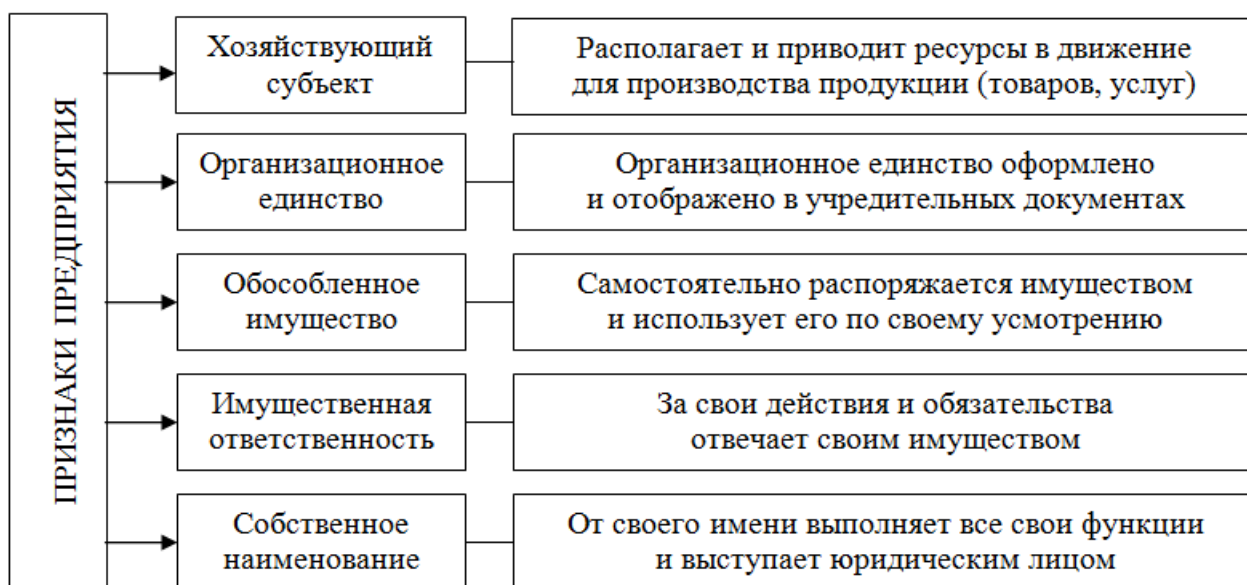 ПРИЗНАКИ ПРЕДПРИЯТИЯ
Хозяйствующий
субъект
Располагает и приводит ресурсы в движение
для производства продукции (товаров, услуг)
Организационное
единство
Организационное единство оформлено
и отображено в учредительных документах
Обособленное
имущество
Самостоятельно распоряжается имуществом
и использует его по своему усмотрению
Имущественная
ответственность
За свои действия и обязательства
отвечает своим имуществом
Собственное
наименование
От своего имени выполняет все свои функции
и выступает юридическим лицом